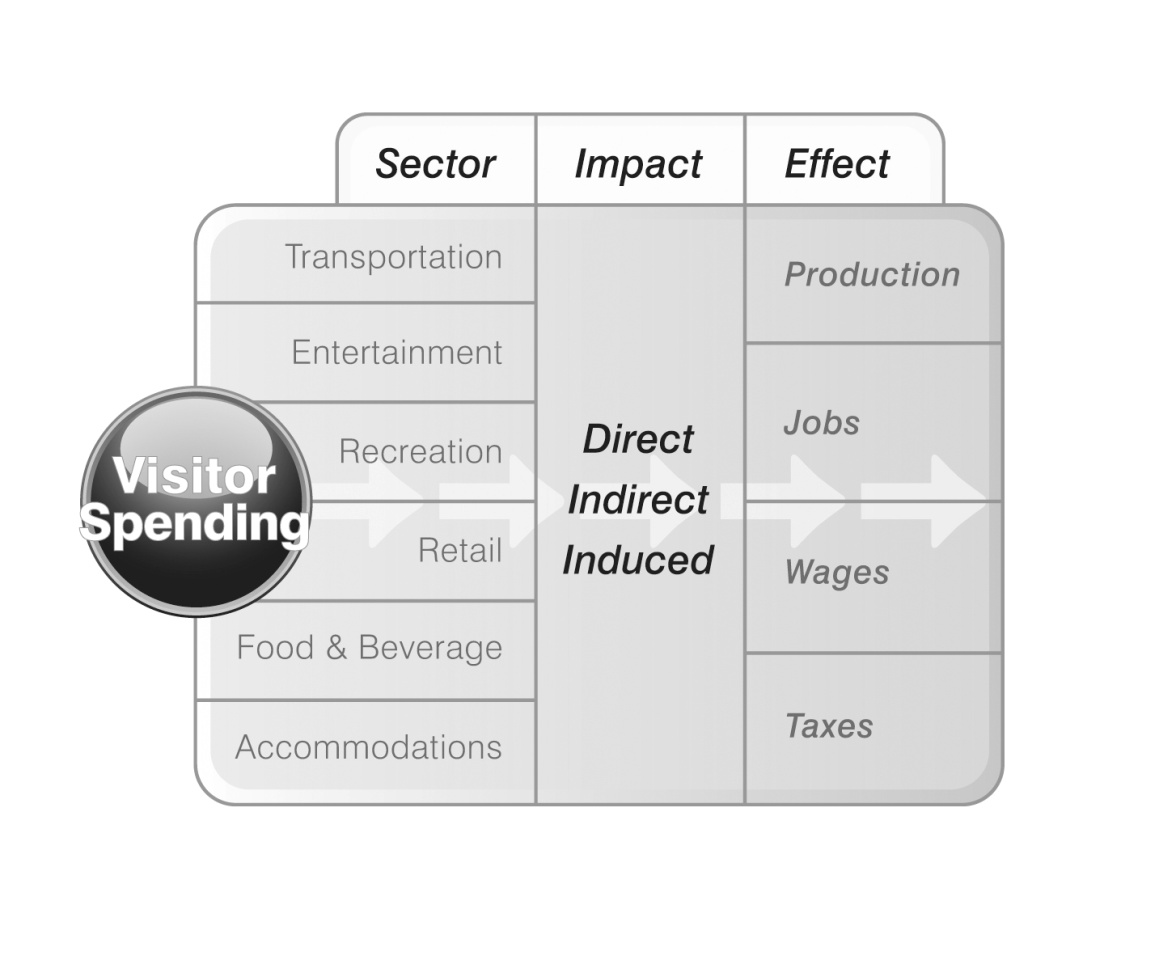 Sector
Impact
Effect
Transportation
Entertainment
Recreation
Retail
Food & Beverage
Accommodations
Visitor
Spending
Direct
Indirect
Induced
Production
Jobs
Wages
Taxes